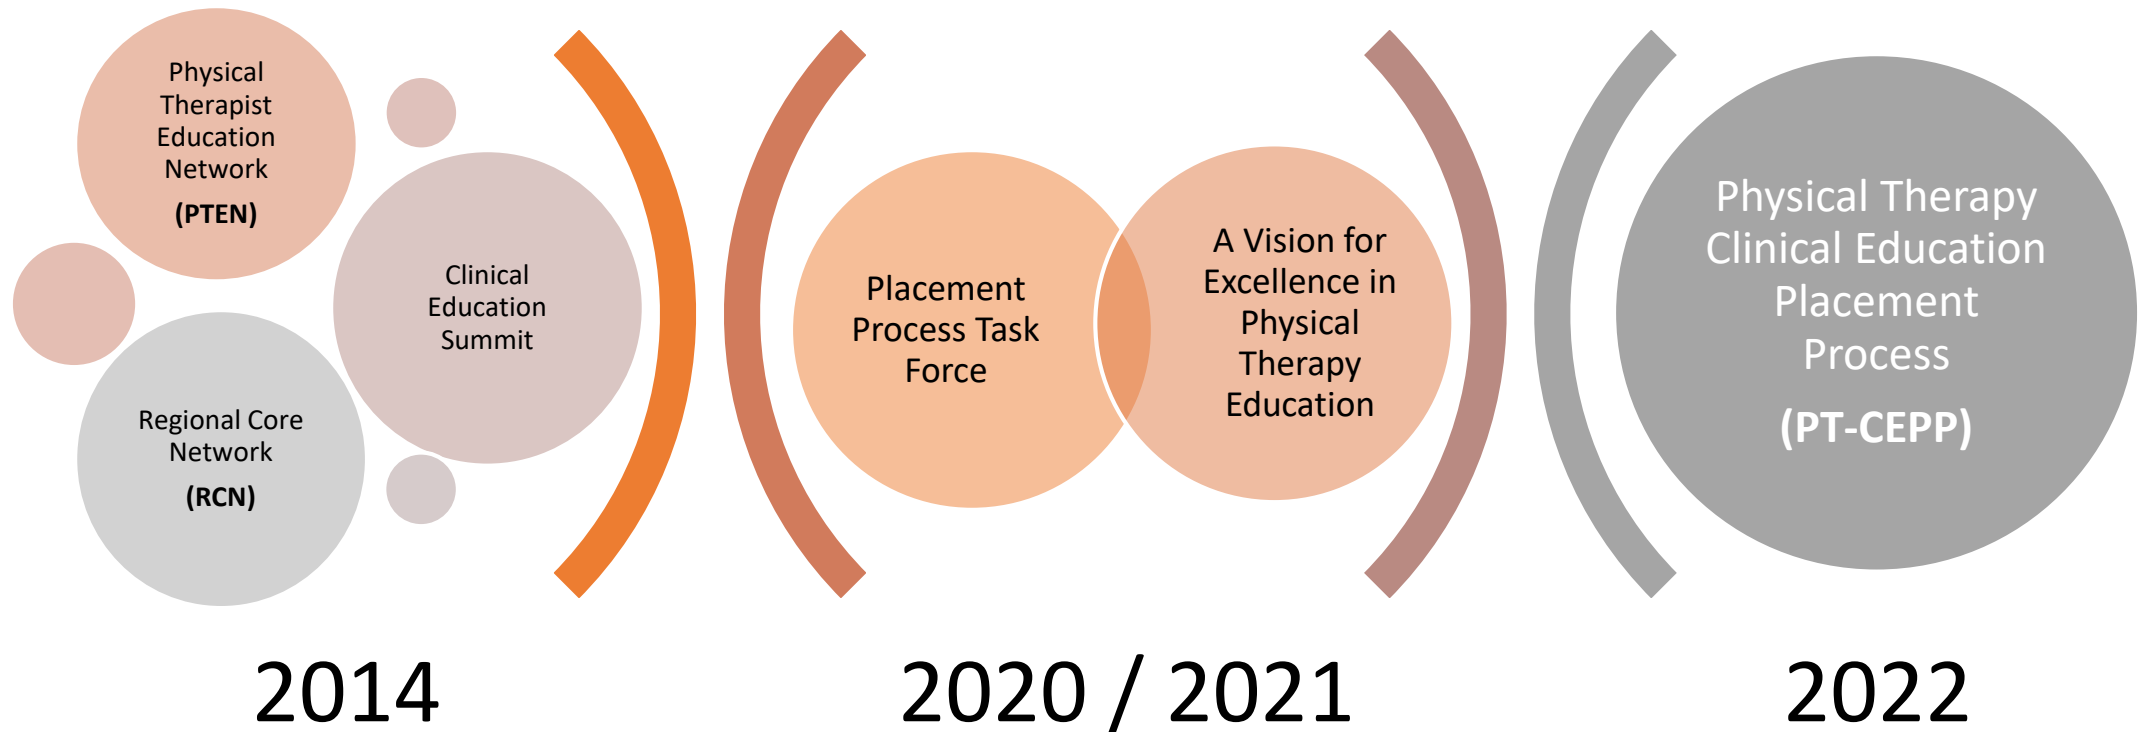 Physical
Therapist
Education
Network
(PTEN)
Clinical
Education
Summit
Regional Core
Network
(RCN)
2014
Placement
Process Task
Force
A Vision for
Excellence in
Physical
Therapy
Education
2020 / 2021
Physical Therapy
Clinical Education
Placement
Process
(PT-CEPP)
2022